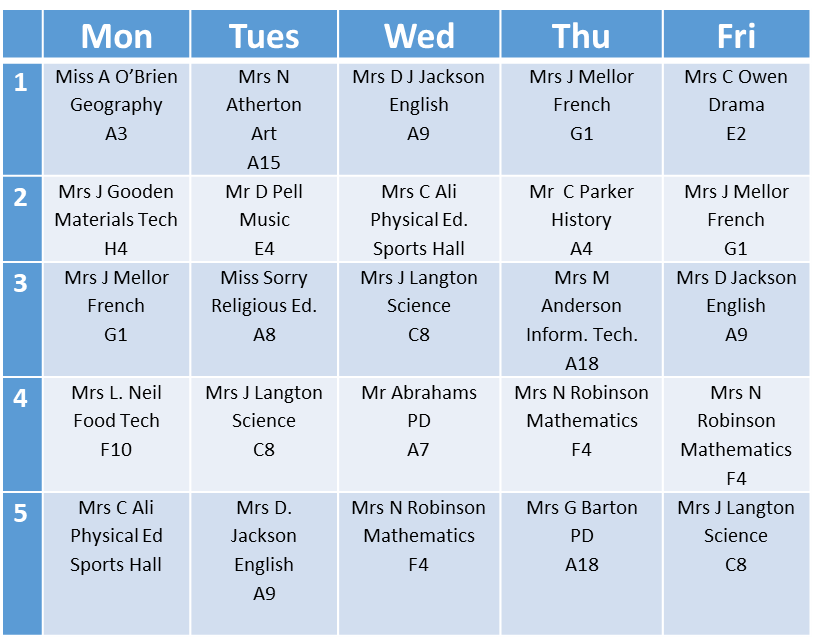 Mon Tues Wed Thu Fri
1
Miss A O’Brien
Geography
A3
Mrs N
Atherton
Art
A15
Mrs D J Jackson
English
A9
Mrs J Mellor
French
G1
Mrs C Owen
Drama
E2
2
Mrs J Gooden
Materials Tech
H4
Mr D Pell
Music
E4
Mrs C Ali
Physical Ed.
Sports Hall
Mr  C Parker
History
A4
Mrs J Mellor
French
G1
3
Mrs J Mellor
French
G1
Miss Sorry
Religious Ed.
A8
Mrs J Langton
Science
C8
Mrs M
Anderson
Inform. Tech.
A18
Mrs D Jackson
English
A9
4
Mrs L. Neil
Food Tech
F10
Mrs J Langton
Science
C8
Mr Abrahams
PD
A7
Mrs N Robinson
Mathematics
F4
Mrs N
Robinson
Mathematics
F4
5
Mrs C Ali
Physical Ed
Sports Hall
Mrs D.
Jackson
English
A9
Mrs N Robinson
Mathematics
F4
Mrs G Barton
PD
A18
Mrs J Langton
Science
C8